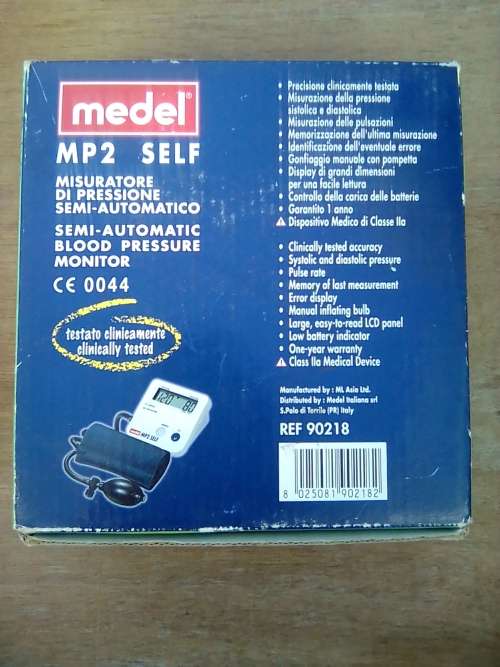 medel®
MP2 SELF
MISURATORE
DI PRESSIONE
SEMI-AUTOMATICO
SEMI-AUTOMATIC
BLOOD PRESSURE
MONITOR
CE 0044
testato clinicamente
clinically tested
120 80
medel MP2 SELF
• Precisione clinicamente testata
• Misurazione della pressione
sistolica e diastolica
• Misurazione delle pulsazioni
• Memorizzazione dell'ultima misurazione
• Identificazione dell'eventuale errore
• Gonfiaggio manuale con pompetta
• Display di grandi dimensioni
per una facile lettura
• Controllo della carica delle batterie
• Garantito 1 anno
Dispositivo Medico di Classe IIa
• Clinically tested accuracy
• Systolic and diastolic pressure
• Pulse rate
• Memory of last measurement
• Error display
• Manual inflating bulb
• Large, easy-to-read LCD panel
• Low battery indicator
• One-year warranty
Class IIa Medical Device
Manufactured by : ML Asia Ltd.
Distributed by : Medel Italiana srl
S.Polo di Torrile (PR) Italy
REF 90218
8 025081 902182